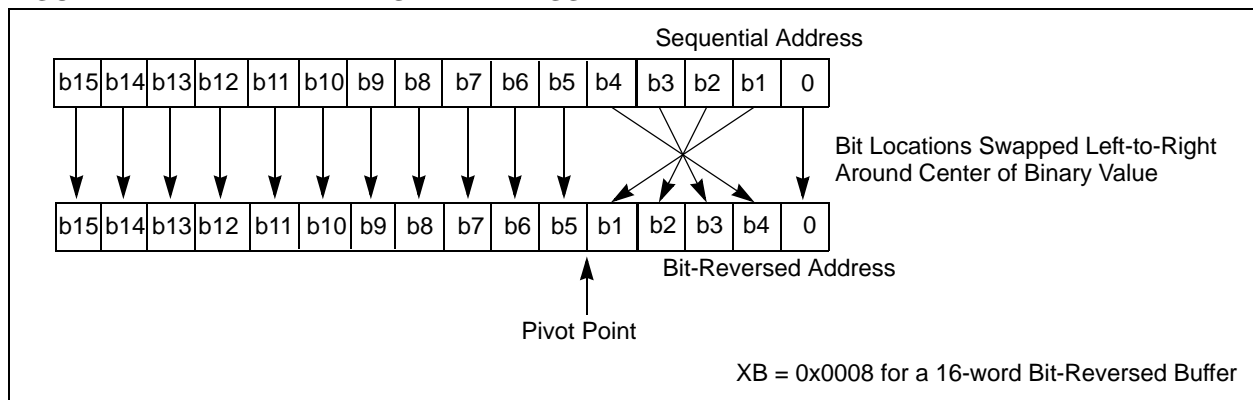 Sequential Address
b15 b14 b13 b12 b11 b10 b9 b8 b7 b6 b5 b4 b3 b2 b1 0
Bit Locations Swapped Left-to-Right
Around Center of Binary Value
b15 b14 b13 b12 b11 b10 b9 b8 b7 b6 b5 b1 b2 b3 b4 0
Bit-Reversed Address
Pivot Point
XB = 0x0008 for a 16-word Bit-Reversed Buffer